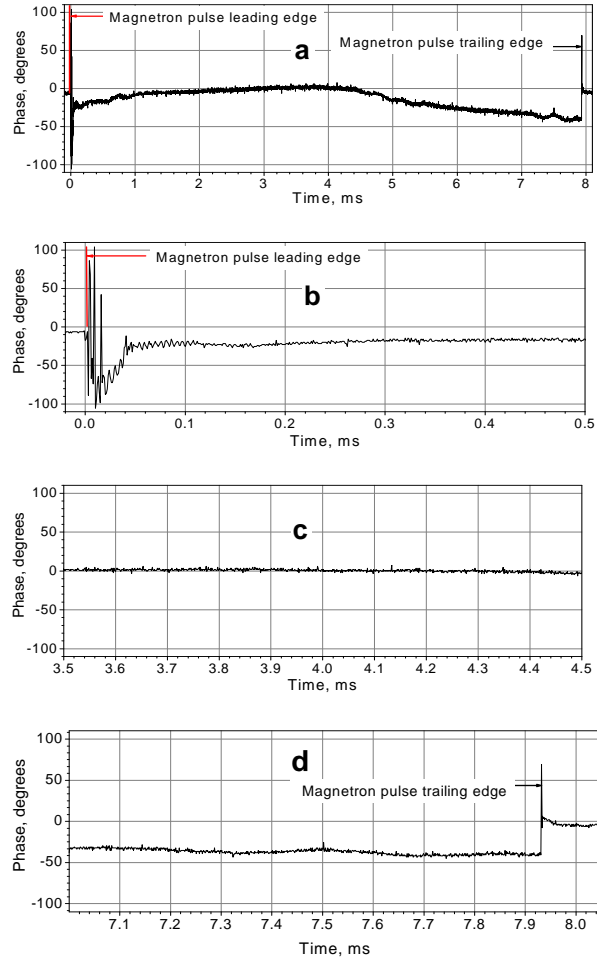 Magnetron pulse leading edge
Magnetron pulse trailing edge
a
Phase, degrees
100
50
0
-50
-100
0 1 2 3 4 5 6 7 8
Time, ms
Magnetron pulse leading edge
b
Phase, degrees
100
50
0
-50
-100
0.0 0.1 0.2 0.3 0.4 0.5
Time, ms
c
Phase, degrees
100
50
0
-50
-100
3.5 3.6 3.7 3.8 3.9 4.0 4.1 4.2 4.3 4.4 4.5
Time, ms
d
Magnetron pulse trailing edge
Phase, degrees
100
50
0
-50
-100
7.1 7.2 7.3 7.4 7.5 7.6 7.7 7.8 7.9 8.0
Time, ms